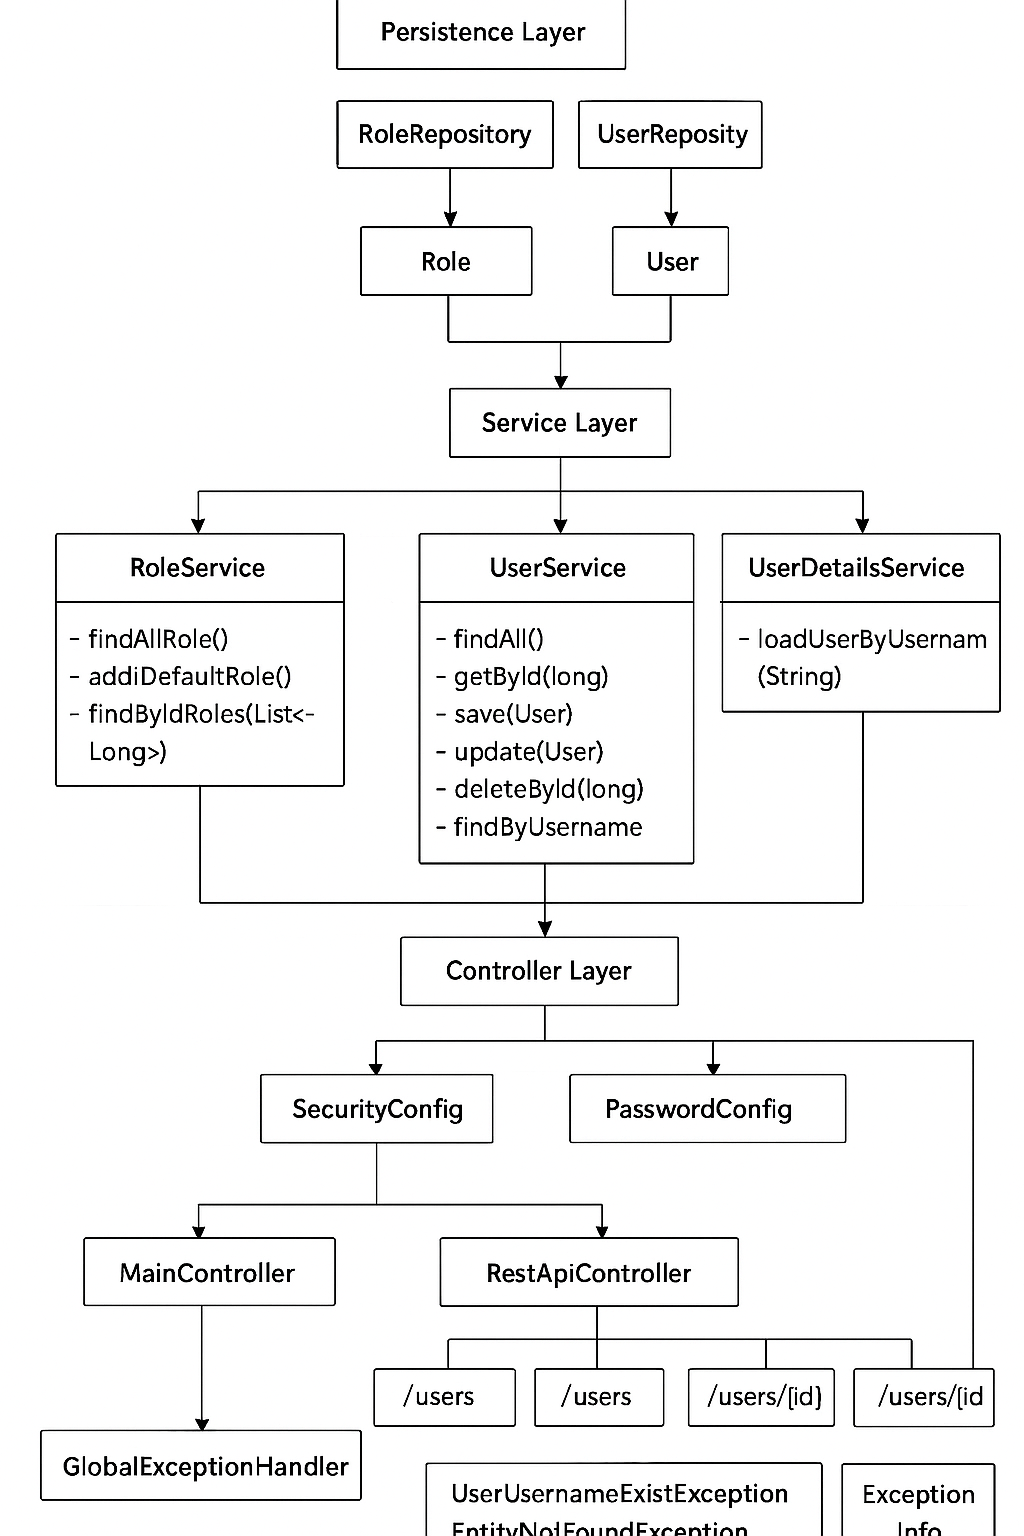 Persistence Layer
RoleRepository
UserReposity
Role
User
Service Layer
RoleService
- findAllRole()
- addiDefaultRole()
- findByIdRoles(List<-
Long>)
UserService
- findAll()
- getById(long)
- save(User)
- update(User)
- deleteById(long)
- findByUsername
UserDetailsService
- loadUserByUsernam
(String)
Controller Layer
SecurityConfig
PasswordConfig
MainController
RestApiController
/users
/users
/users/{id}
/users/{id
GlobalExceptionHandler
UserUsernameExistException
EntityNotFoundException
Exception
Info